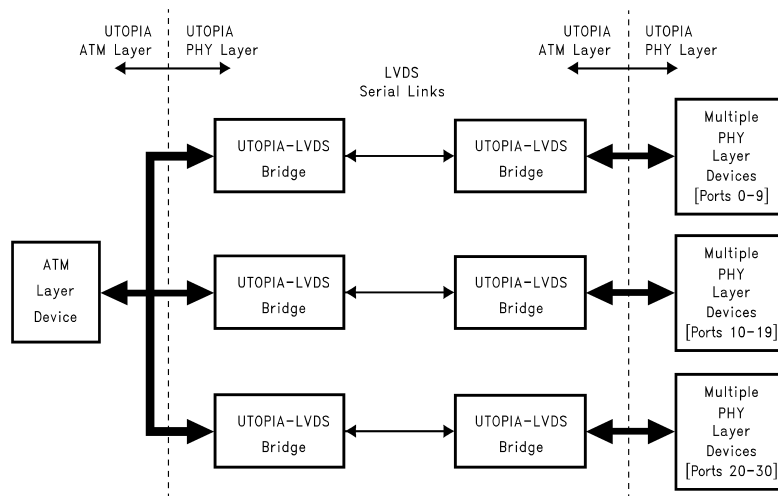 UTOPIA
ATM Layer
UTOPIA
PHY Layer
LVDS
Serial Links
UTOPIA
ATM Layer
UTOPIA
PHY Layer
UTOPIA-LVDS
Bridge
UTOPIA-LVDS
Bridge
Multiple
PHY
Layer
Devices
[Ports 0-9]
ATM
Layer
Device
UTOPIA-LVDS
Bridge
UTOPIA-LVDS
Bridge
Multiple
PHY
Layer
Devices
[Ports 10-19]
UTOPIA-LVDS
Bridge
UTOPIA-LVDS
Bridge
Multiple
PHY
Layer
Devices
[Ports 20-30]